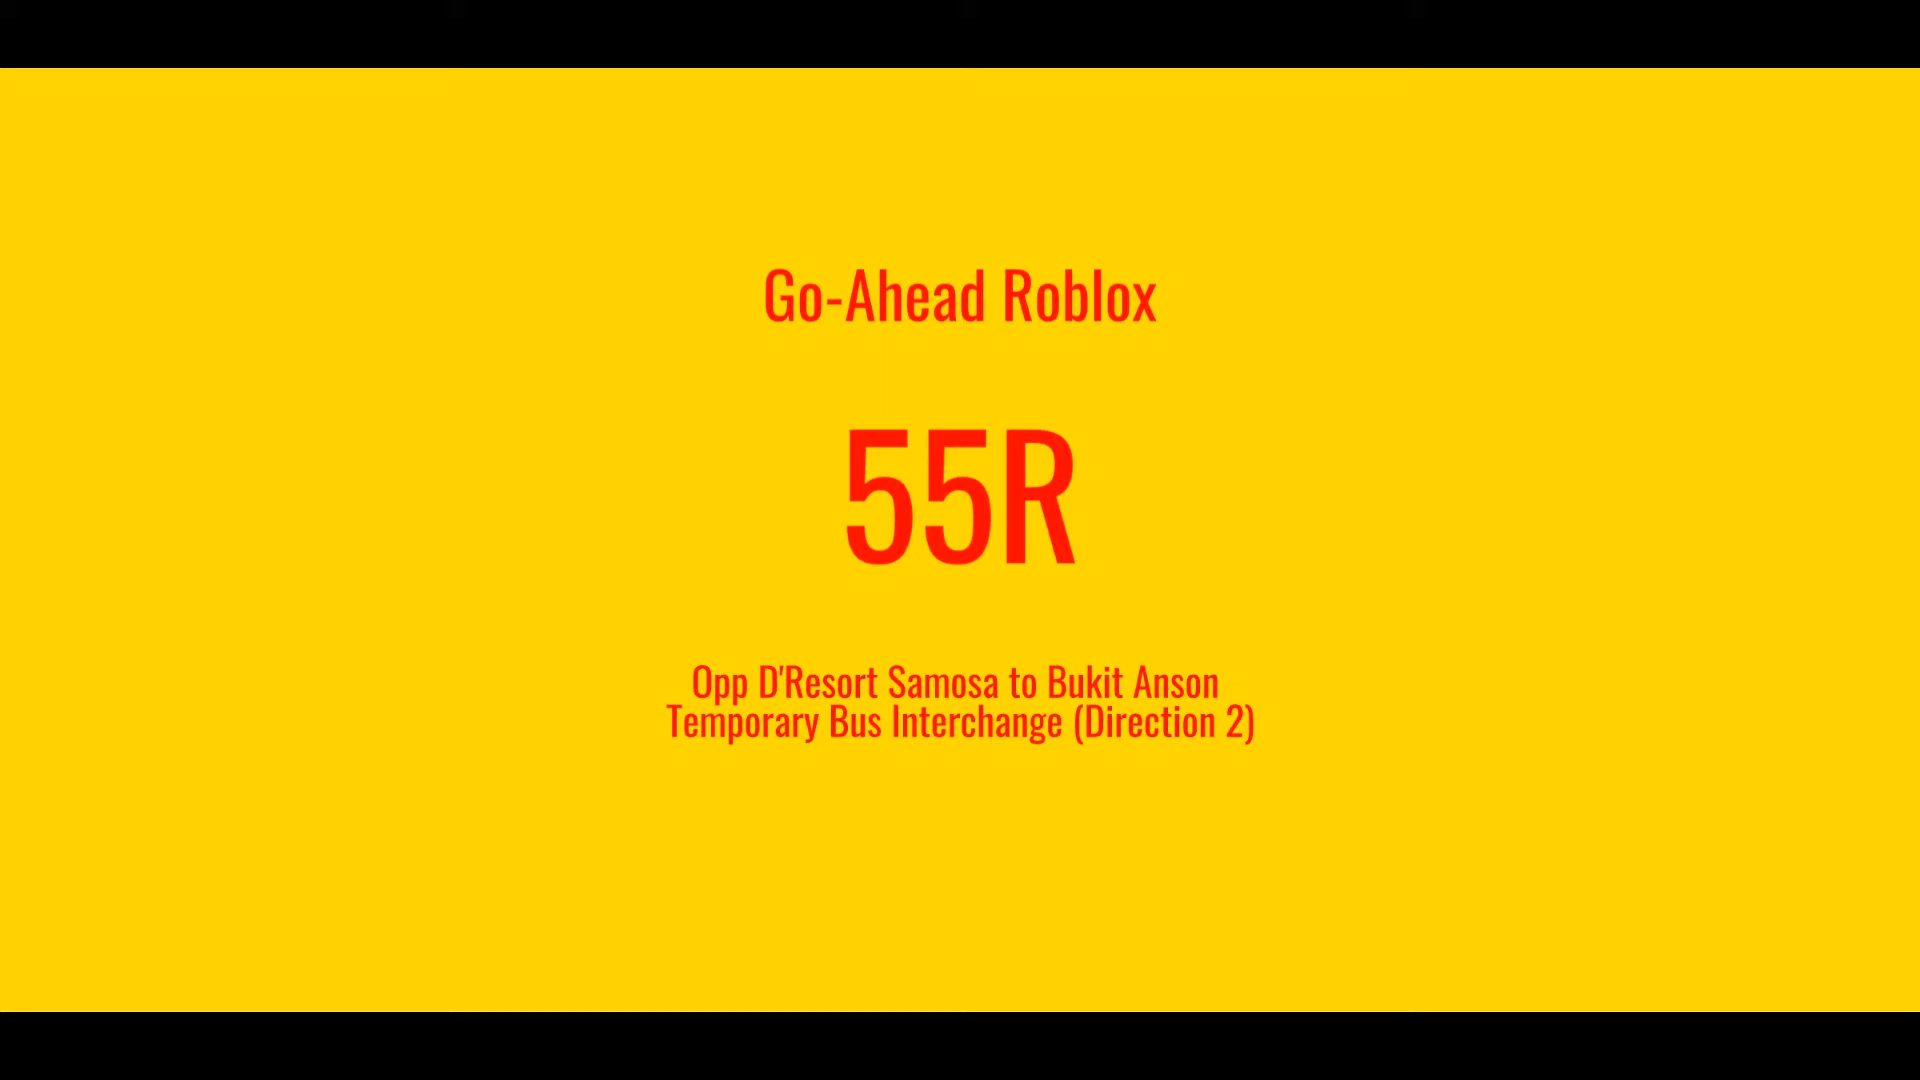 Go-Ahead Roblox
55R
Opp D'Resort Samosa to Bukit Anson
Temporary Bus Interchange (Direction 2)